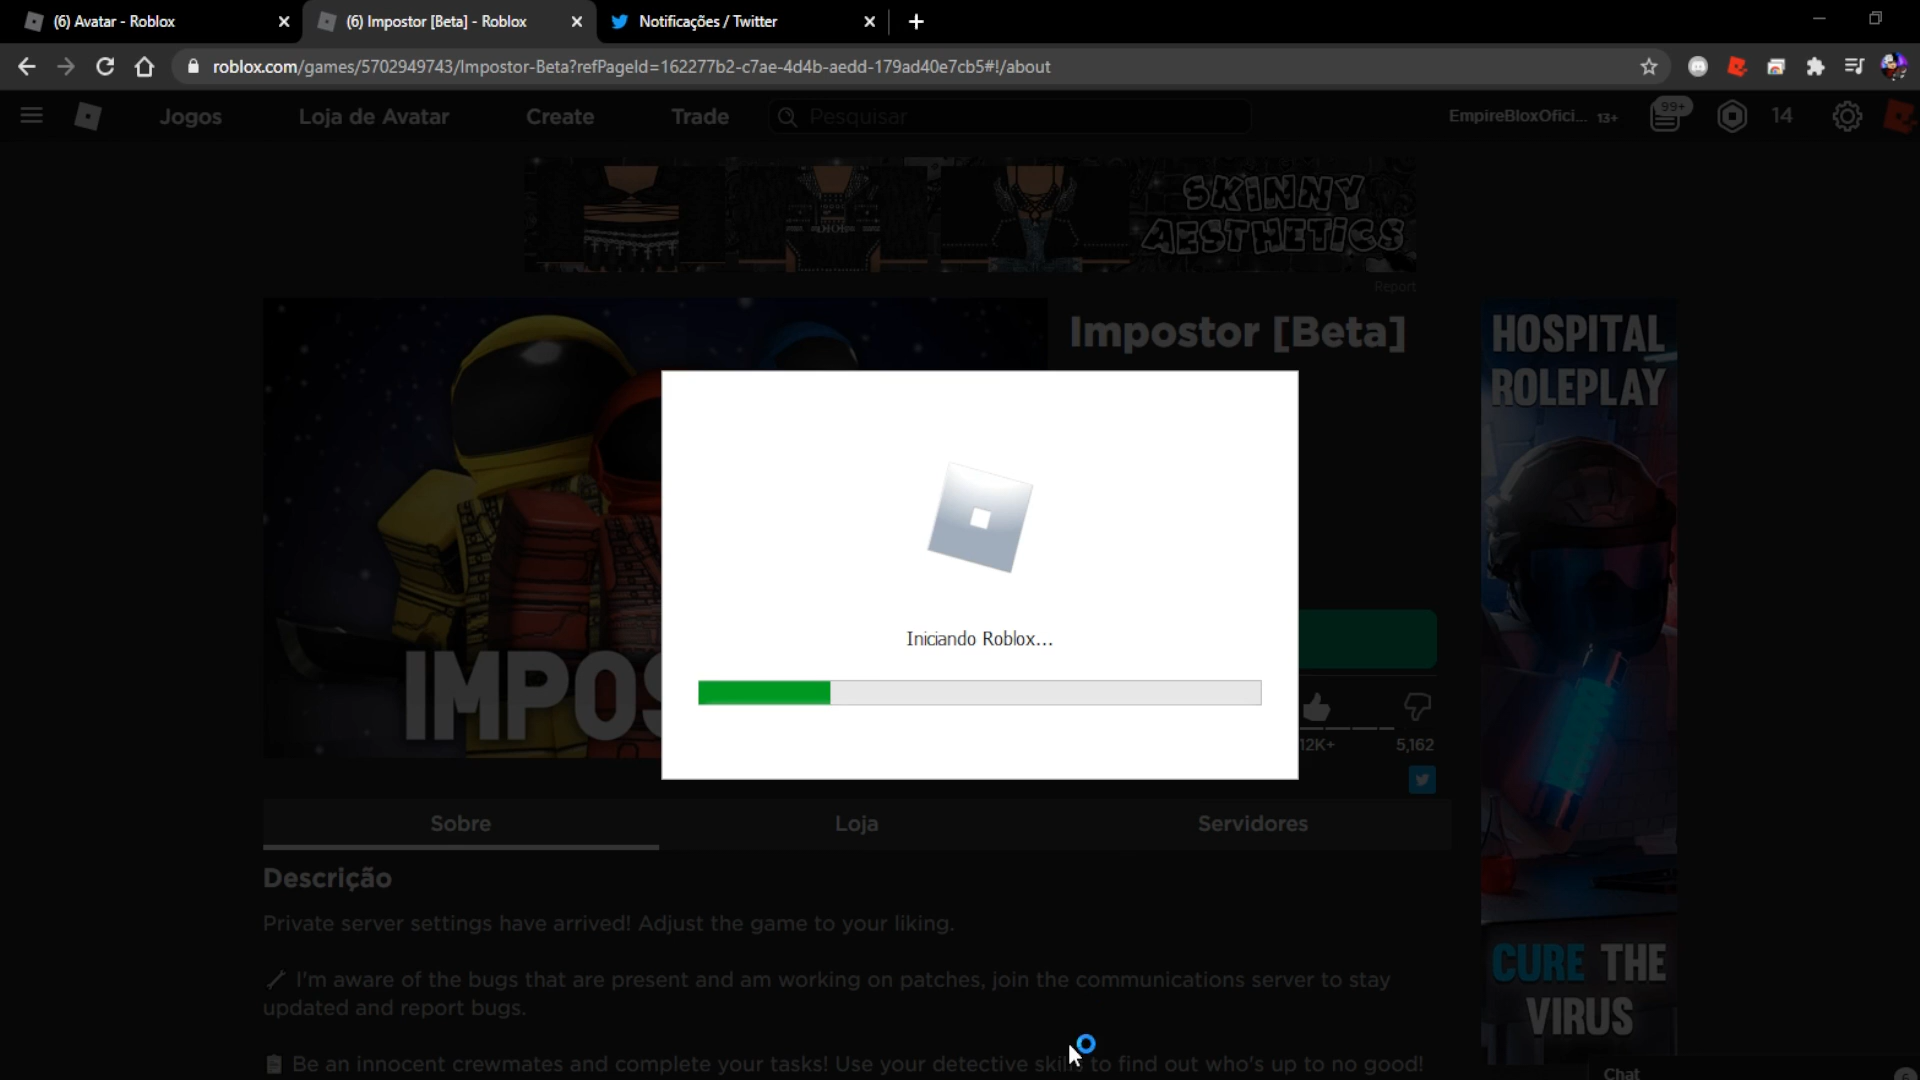 (6) Avatar - Roblox
(6) Impostor [Beta] - Roblox
Notificações / Twitter
roblox.com/games/5702949743/Impostor-Beta?refPageId=162277b2-c7ae-4d4b-aedd-179ad40e7cb5#!/about
Jogos
Loja de Avatar
Create
Trade
Pesquisar
EmpireBloxOfici... 13+
99+
14
SKINNY
AESTHETICS
DIOR
Report
Impostor [Beta]
HOSPITAL
ROLEPLAY
IMPOS
Iniciando Roblox...
12K+
5,162
Sobre
Loja
Servidores
Descrição
Private server settings have arrived! Adjust the game to your liking.
I'm aware of the bugs that are present and am working on patches, join the communications server to stay
updated and report bugs.
Be an innocent crewmates and complete your tasks! Use your detective skills to find out who's up to no good!
CURE THE
VIRUS
Chat
6